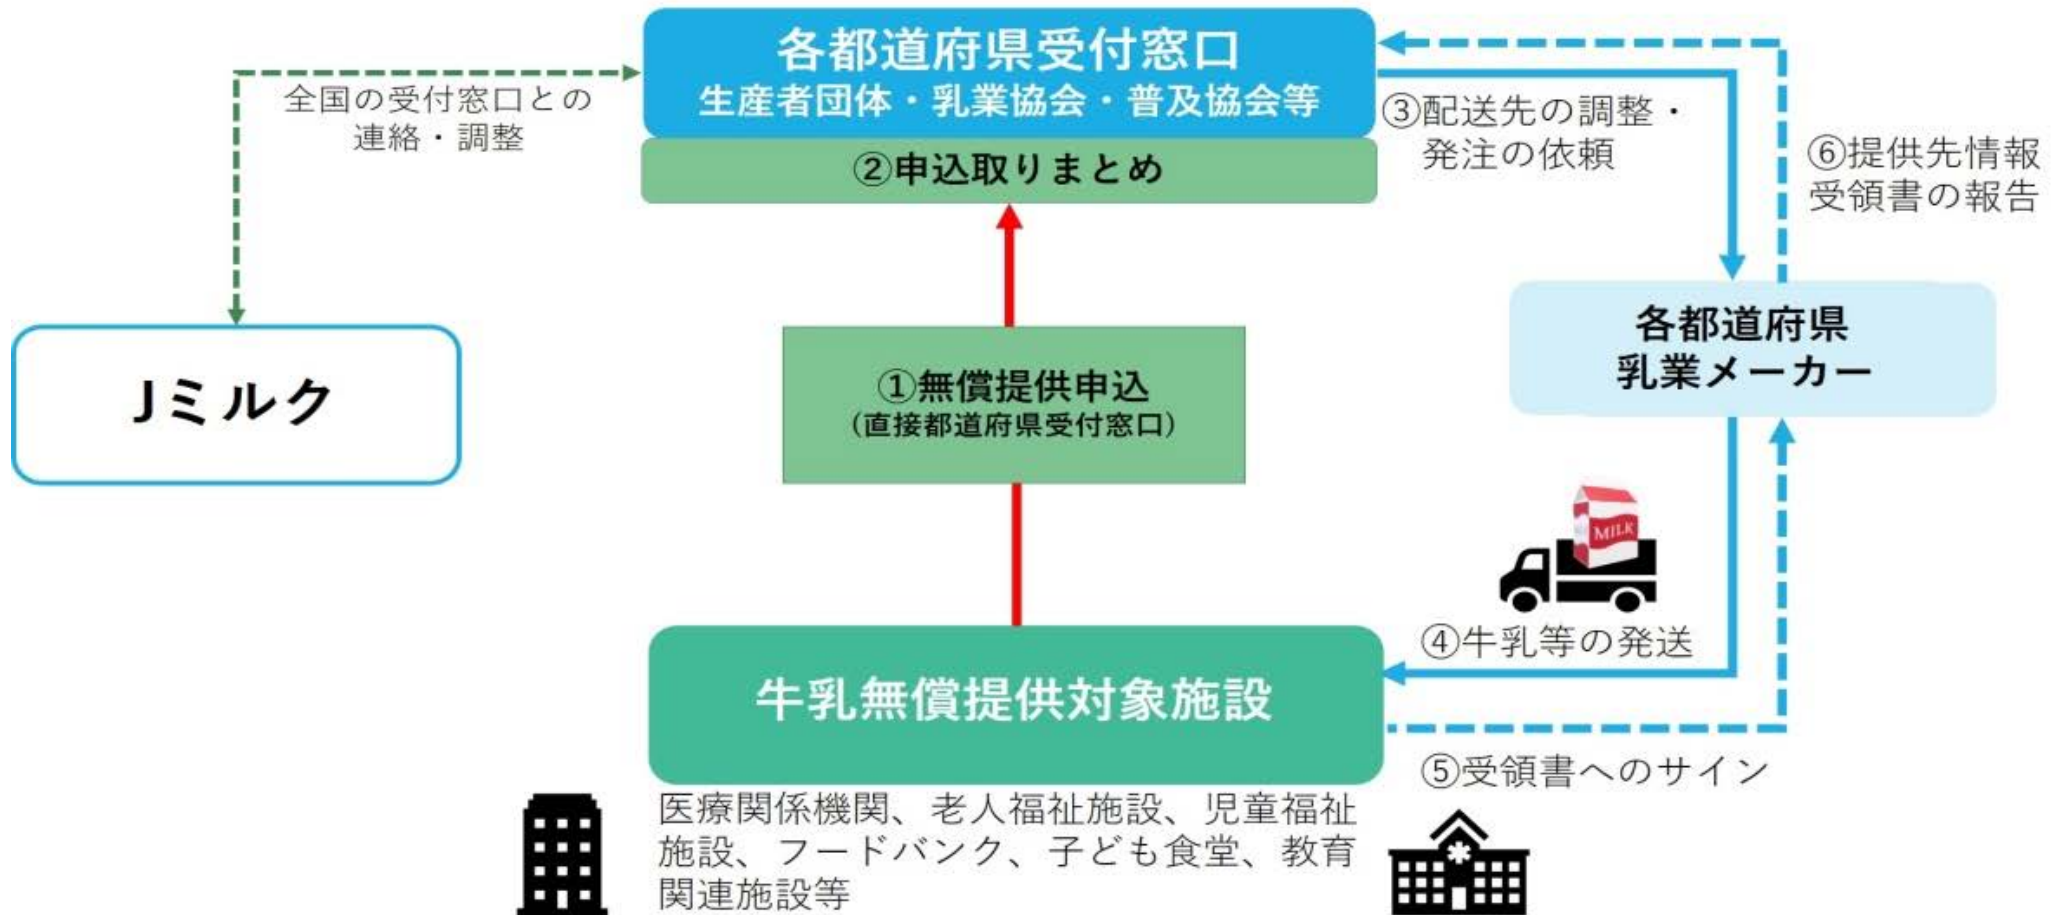 各都道府県受付窓口
生産者団体・乳業協会・普及協会等
②申込取りまとめ
全国の受付窓口との
連絡・調整
③配送先の調整・
発注の依頼
⑥提供先情報
受領書の報告
Jミルク
①無償提供申込
(直接都道府県受付窓口)
各都道府県
乳業メーカー
MILK
④牛乳等の発送
牛乳無償提供対象施設
⑤受領書へのサイン
医療関係機関、老人福祉施設、児童福祉
施設、フードバンク、子ども食堂、教育
関連施設等